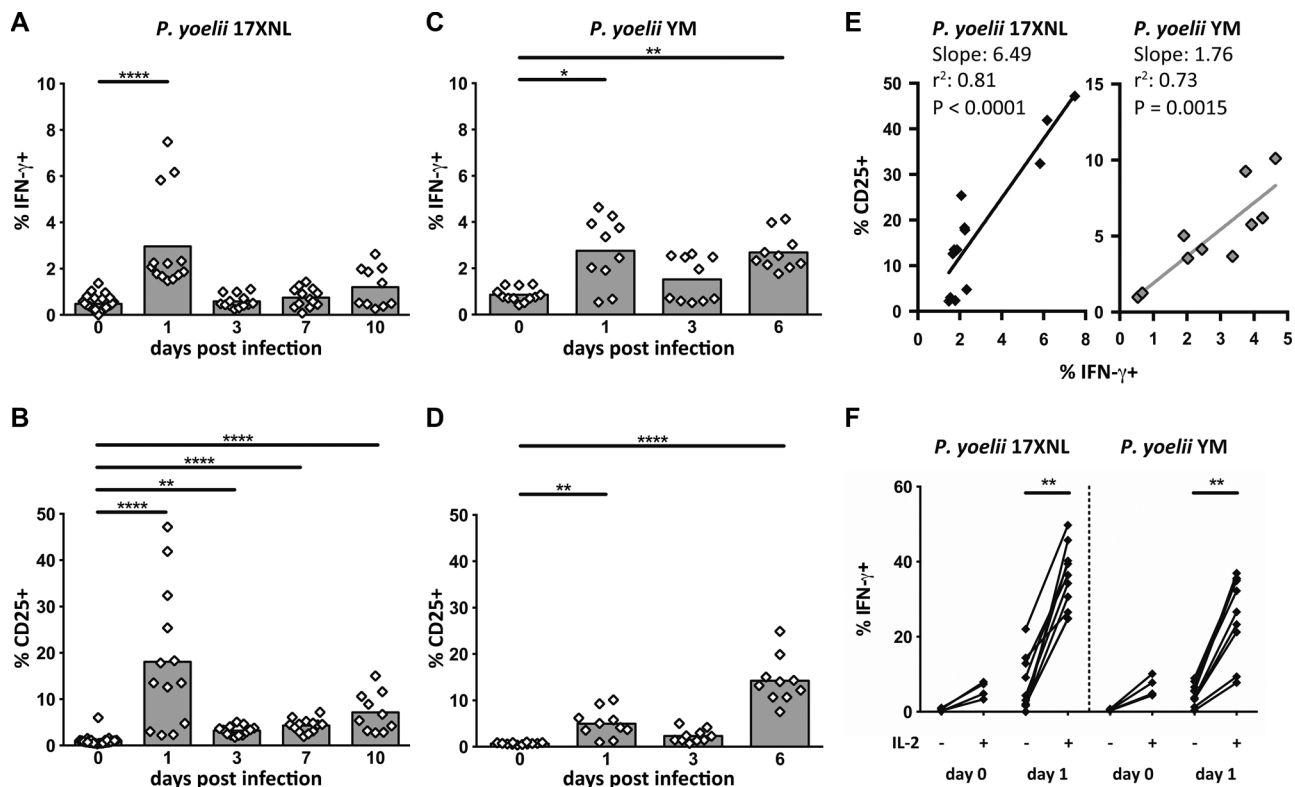 A
P. yoelii 17XNL
****
10
8
6
4
2
0
% IFN-γ+
0 1 3 7 10
days post infection
C
P. yoelii YM
**
*
10
8
6
4
2
0
% IFN-γ+
0 1 3 6
days post infection
E
P. yoelii 17XNL
Slope: 6.49
r²: 0.81
P < 0.0001
50
40
30
20
10
0
% CD25+
0 2 4 6 8
P. yoelii YM
Slope: 1.76
r²: 0.73
P = 0.0015
15
10
5
0
0 1 2 3 4 5
% IFN-γ+
B
****
****
**
****
50
40
30
20
10
0
% CD25+
0 1 3 7 10
days post infection
D
****
**
50
40
30
20
10
0
% CD25+
0 1 3 6
days post infection
F
P. yoelii 17XNL P. yoelii YM
** **
60
40
20
0
% IFN-γ+
IL-2 - + - + - + - +
day 0 day 1 day 0 day 1